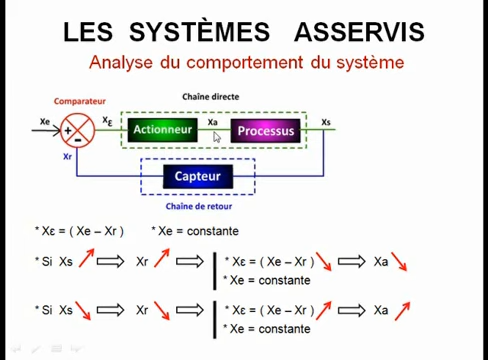 LES SYSTÈMES ASSERVIS
Analyse du comportement du système
Chaîne directe
Comparateur
Xe
+
-
Xε
Actionneur
Xa
Processus
Xs
Xr
Capteur
Chaîne de retour
* Xε = ( Xe – Xr ) * Xe = constante
* Si Xs Xr * Xε = ( Xe – Xr ) Xa
* Xe = constante
* Si Xs Xr * Xε = ( Xe – Xr ) Xa
* Xe = constante